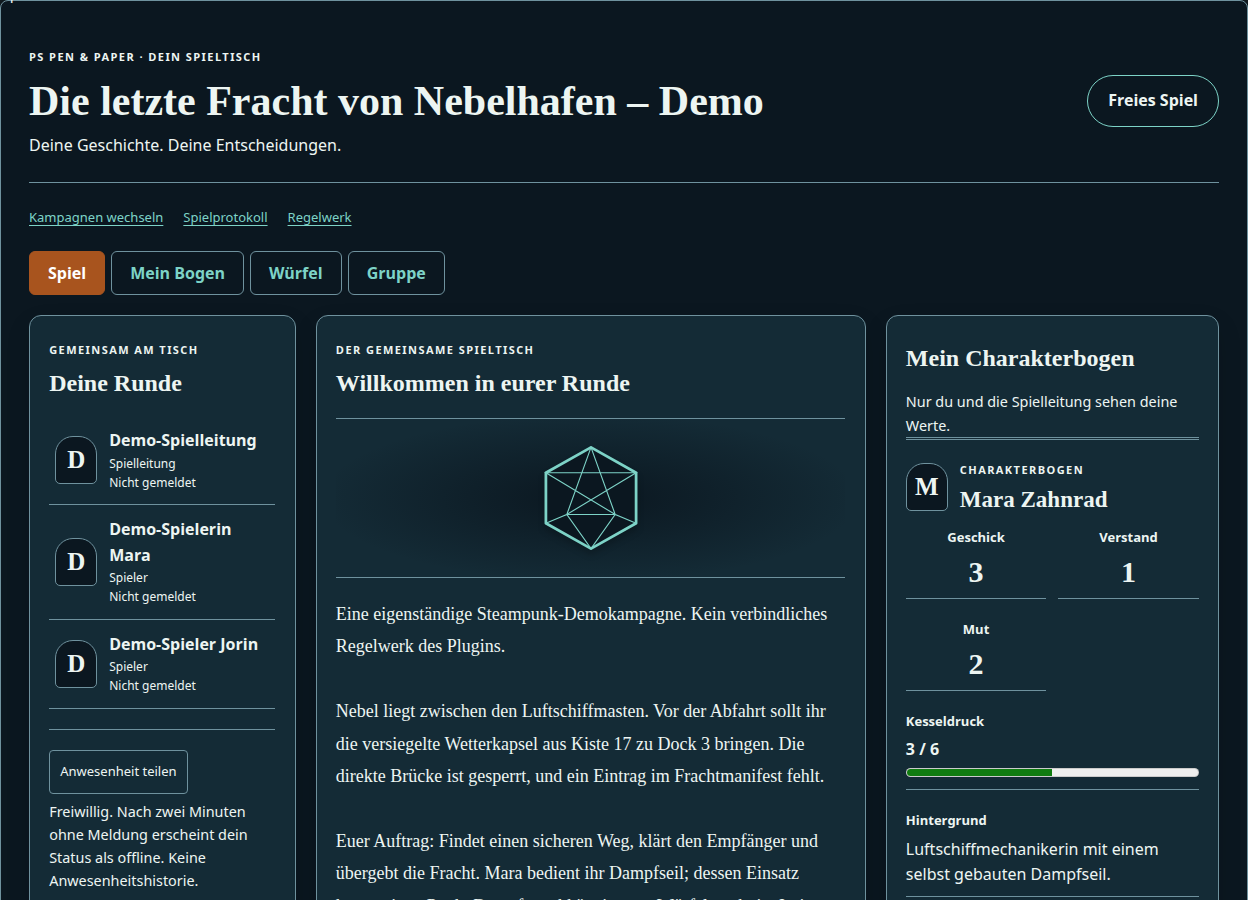 PS PEN & PAPER · DEIN SPIELTISCH
Die letzte Fracht von Nebelhafen – Demo
Deine Geschichte. Deine Entscheidungen.
Freies Spiel
Kampagnen wechseln
Spielprotokoll
Regelwerk
Spiel
Mein Bogen
Würfel
Gruppe
GEMEINSAM AM TISCH
Deine Runde
D
Demo-Spielleitung
Spielleitung
Nicht gemeldet
D
Demo-Spielerin
Mara
Spieler
Nicht gemeldet
D
Demo-Spieler Jorin
Spieler
Nicht gemeldet
Anwesenheit teilen
Freiwillig. Nach zwei Minuten
ohne Meldung erscheint dein
Status als offline. Keine
Anwesenheitshistorie.
DER GEMEINSAME SPIELTISCH
Willkommen in eurer Runde
Eine eigenständige Steampunk-Demokampagne. Kein verbindliches
Regelwerk des Plugins.
Nebel liegt zwischen den Luftschiffmasten. Vor der Abfahrt sollt ihr
die versiegelte Wetterkapsel aus Kiste 17 zu Dock 3 bringen. Die
direkte Brücke ist gesperrt, und ein Eintrag im Frachtmanifest fehlt.
Euer Auftrag: Findet einen sicheren Weg, klärt den Empfänger und
übergebt die Fracht. Mara bedient ihr Dampfseil; dessen Einsatz
Mein Charakterbogen
Nur du und die Spielleitung sehen deine
Werte.
M
CHARAKTERBOGEN
Mara Zahnrad
Geschick
3
Verstand
1
Mut
2
Kesseldruck
3 / 6
Hintergrund
Luftschiffmechanikerin mit einem
selbst gebauten Dampfseil.